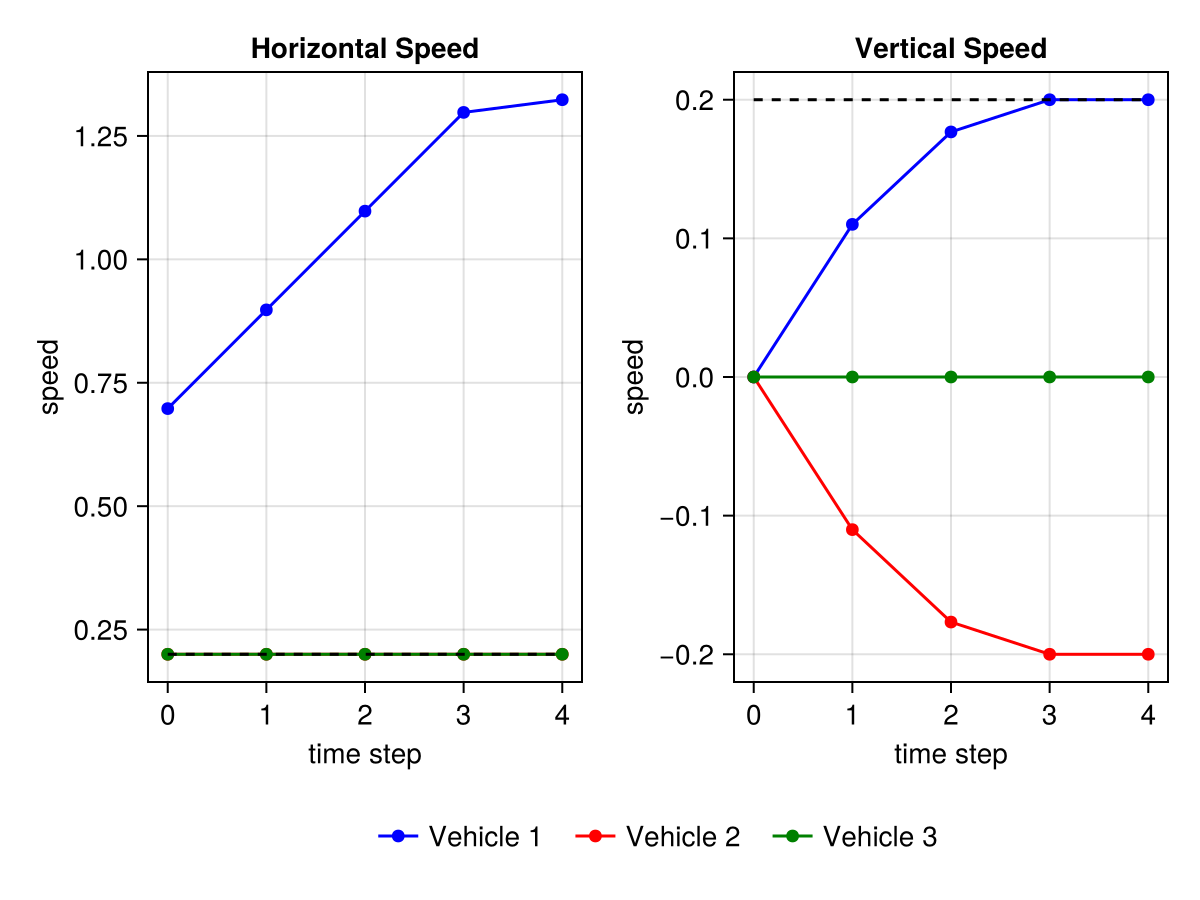 Horizontal Speed
speed
1.25
1.00
0.75
0.50
0.25
0 1 2 3 4
time step
Vertical Speed
speed
0.2
0.1
0.0
−0.1
−0.2
0 1 2 3 4
time step
Vehicle 1 Vehicle 2 Vehicle 3